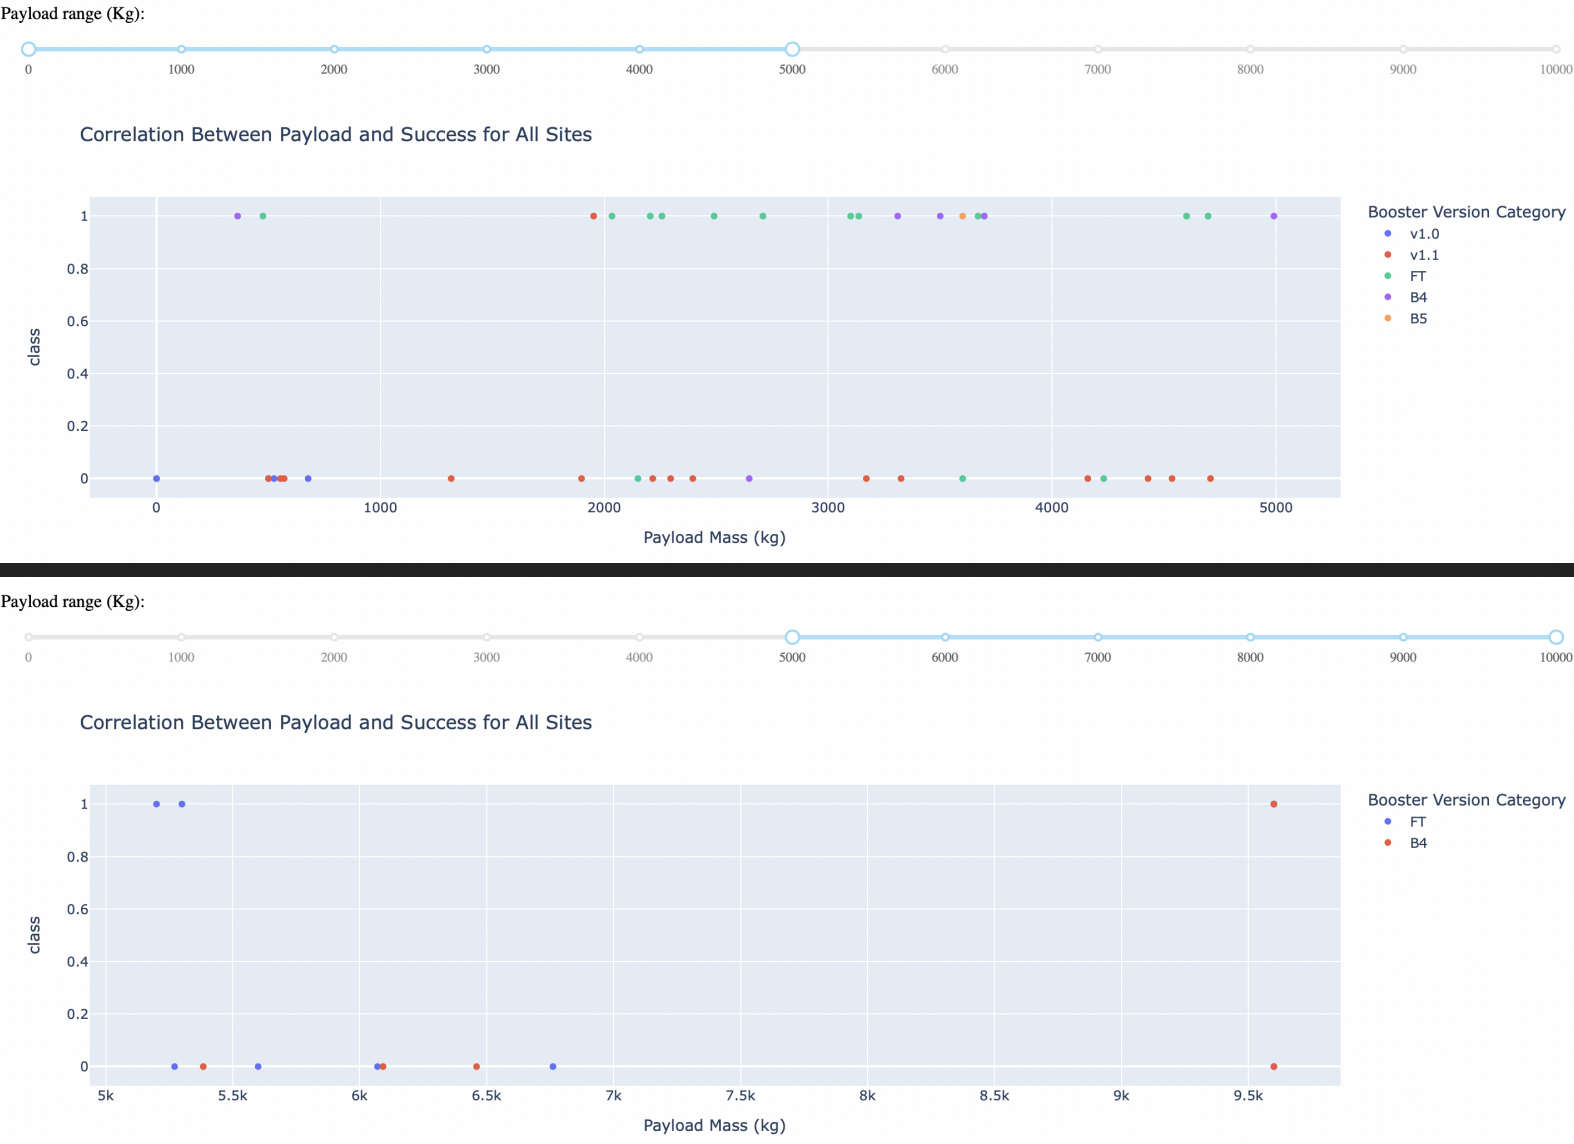 Payload range (Kg):
0 1000 2000 3000 4000 5000 6000 7000 8000 9000 10000
Correlation Between Payload and Success for All Sites
Booster Version Category
v1.0
v1.1
FT
B4
B5
1
0.8
0.6
0.4
0.2
0
class
0 1000 2000 3000 4000 5000
Payload Mass (kg)
Payload range (Kg):
0 1000 2000 3000 4000 5000 6000 7000 8000 9000 10000
Correlation Between Payload and Success for All Sites
Booster Version Category
FT
B4
1
0.8
0.6
0.4
0.2
0
class
5k 5.5k 6k 6.5k 7k 7.5k 8k 8.5k 9k 9.5k
Payload Mass (kg)